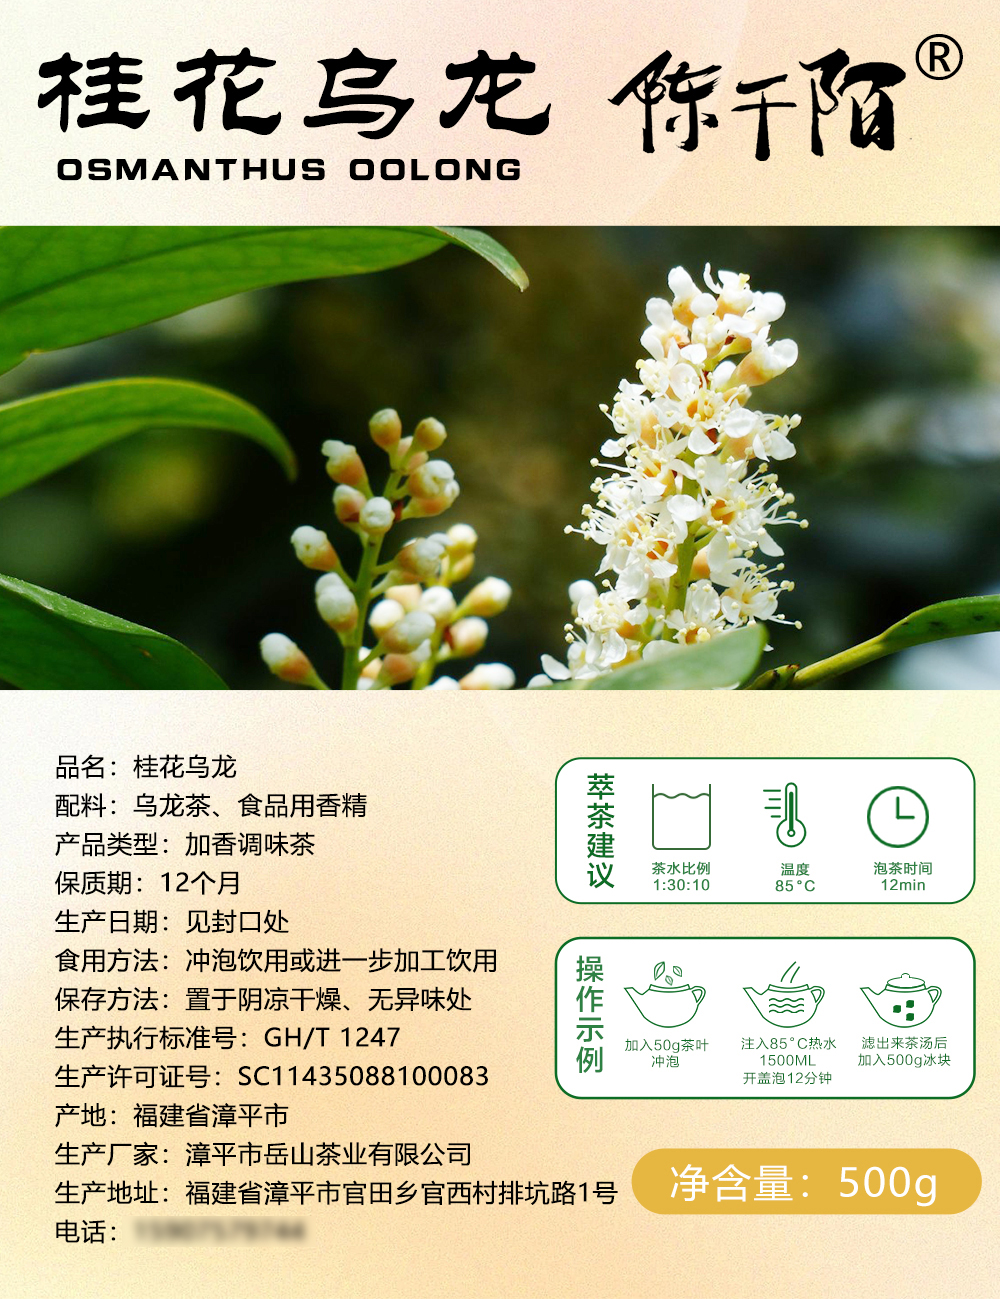 桂花乌龙 陈千陌®
OSMANTHUS OOLONG
品名：桂花乌龙
配料：乌龙茶、食品用香精
产品类型：加香调味茶
保质期：12个月
生产日期：见封口处
食用方法：冲泡饮用或进一步加工饮用
保存方法：置于阴凉干燥、无异味处
生产执行标准号：GH/T 1247
生产许可证号：SC11435088100083
产地：福建省漳平市
生产厂家：漳平市岳山茶业有限公司
生产地址：福建省漳平市官田乡官西村排坑路1号
电话：
萃茶建议
茶水比例
1:30:10
温度
85°C
泡茶时间
12min
操作示例
加入50g茶叶
冲泡
注入85°C热水
1500ML
开盖泡12分钟
滤出来茶汤后
加入500g冰块
净含量：500g